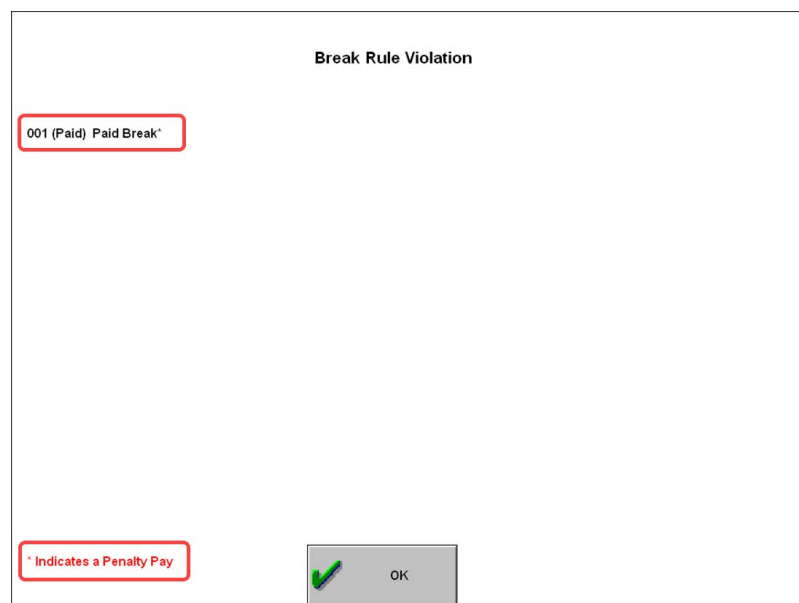 Break Rule Violation
001 (Paid) Paid Break*
* Indicates a Penalty Pay
OK